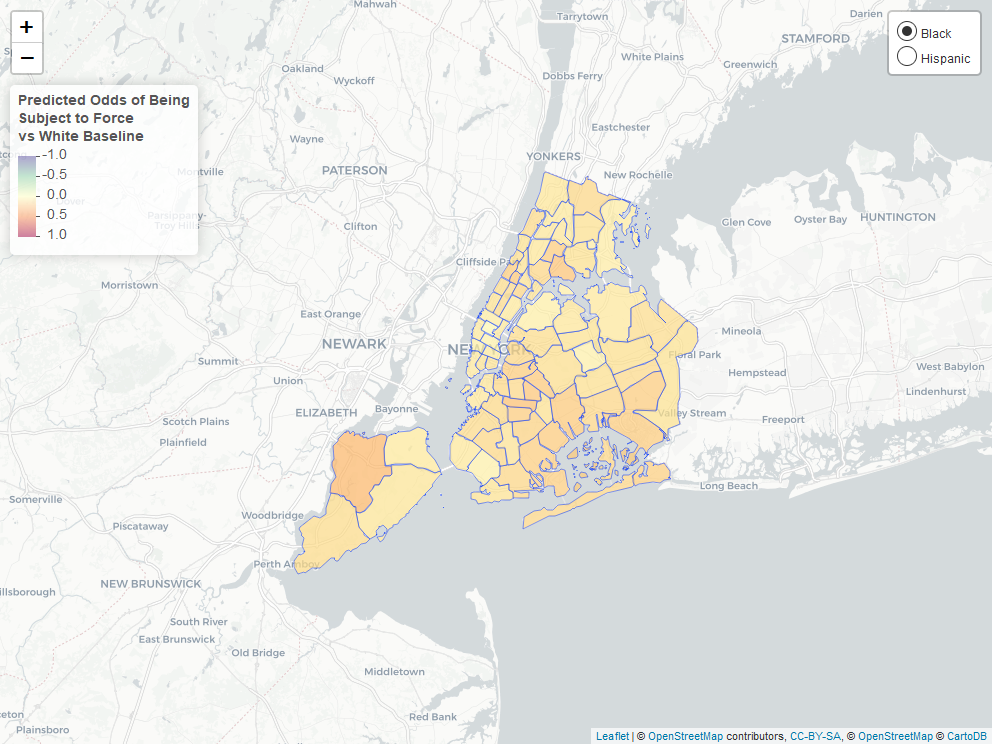 +
−
Black
Hispanic
Predicted Odds of Being
Subject to Force
vs White Baseline
-1.0
-0.5
0.0
0.5
1.0
Mahwah
Tarrytown
Darien
STAMFORD
White Plains
Greenwich
Oakland
Wyckoff
Dobbs Ferry
Eastchester
Wayne
YONKERS
PATERSON
New Rochelle
Montville
Dover
Parsippany-
Troy Hills
Clifton
Glen Cove
Oyster Bay
HUNTINGTON
Cliffside Pa
Morristown
East Orange
NEWARK
NEW YORK
Mineola
Floral Park
Summit
Hempstead
West Babylon
Union
Lindenhurst
ELIZABETH
Bayonne
Scotch Plains
Valley Stream
Freeport
Plainfield
Long Beach
Somerville
Woodbridge
Piscataway
Perth Amboy
NEW BRUNSWICK
illsborough
South River
East Brunswick
Old Bridge
Middletown
Red Bank
ceton
Plainsboro
Leaflet | © OpenStreetMap contributors, CC-BY-SA, © OpenStreetMap © CartoDB